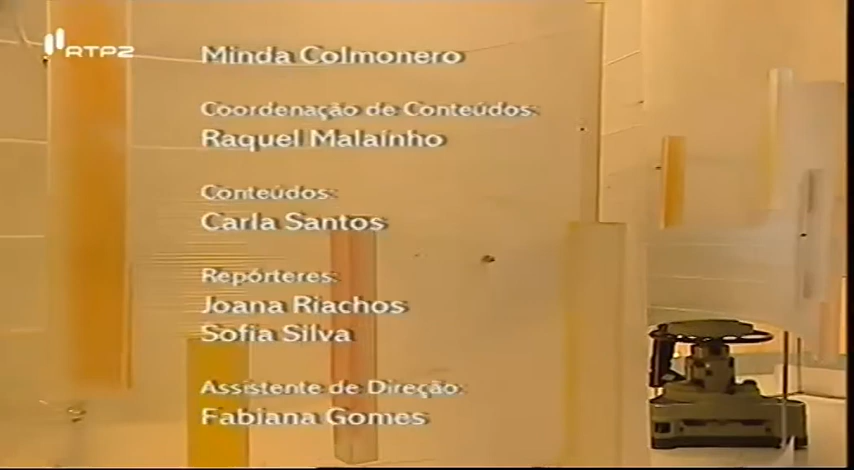 RTP2
Minda Colmonero
Coordenação de Conteúdos:
Raquel Malaínho
Conteúdos:
Carla Santos
Repórteres:
Joana Riachos
Sofia Silva
Assistente de Direção:
Fabiana Gomes